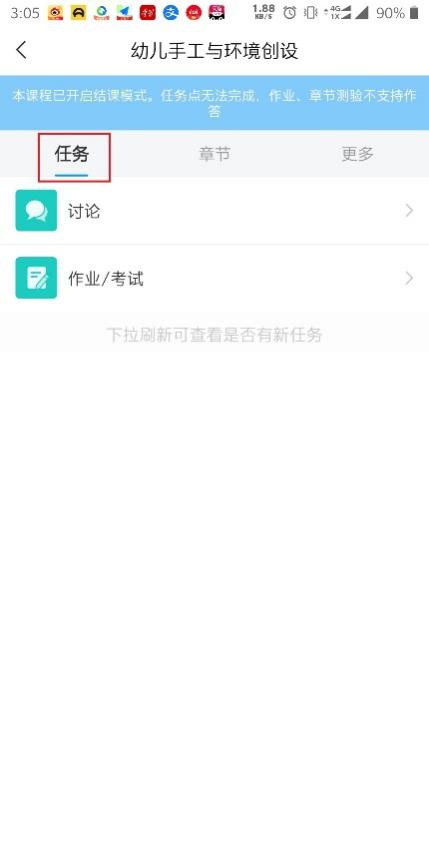 3:05 1.88 KB/S 4G 1X 90%
幼儿手工与环境创设
本课程已开启结课模式。任务点无法完成，作业、章节测验不支持作
答
任务 章节 更多
讨论
作业/考试
下拉刷新可查看是否有新任务